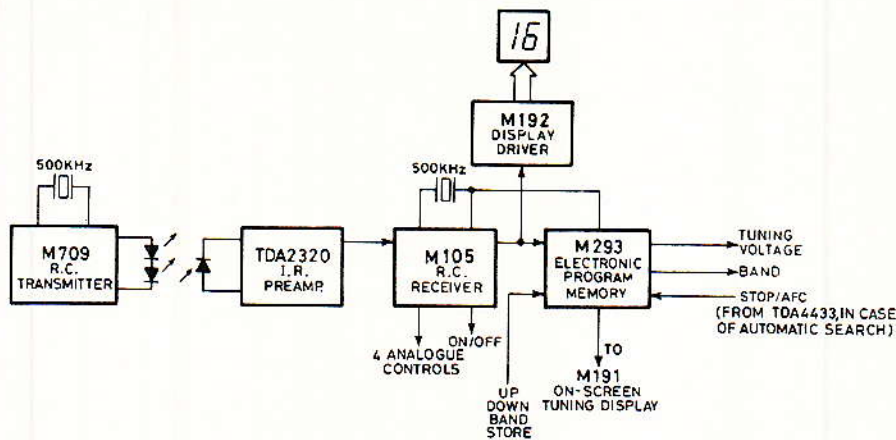 16
M192
DISPLAY
DRIVER
500KHz
500KHz
M709
R.C.
TRANSMITTER
TDA2320
I.R.
PREAMP.
M105
R.C.
RECEIVER
M293
ELECTRONIC
PROGRAM
MEMORY
TUNING
VOLTAGE
BAND
STOP/AFC
(FROM TDA4433,IN CASE
OF AUTOMATIC SEARCH)
4 ANALOGUE
CONTROLS
ON/OFF
UP
DOWN
BAND
STORE
TO
M191
ON-SCREEN
TUNING DISPLAY